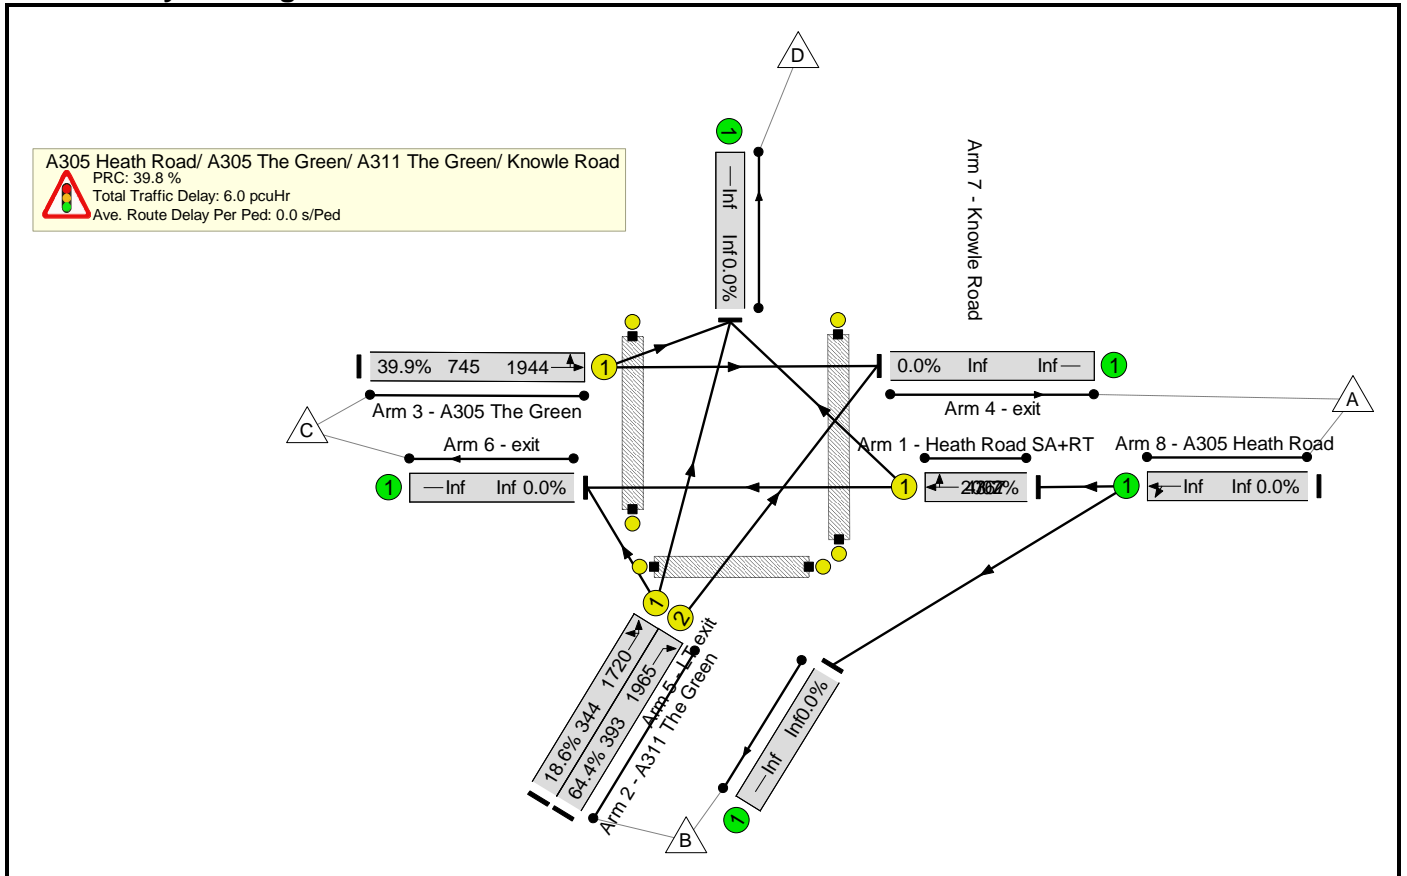 D
1
A305 Heath Road/ A305 The Green/ A311 The Green/ Knowle Road
PRC: 39.8 %
Total Traffic Delay: 6.0 pcuHr
Ave. Route Delay Per Ped: 0.0 s/Ped
Inf Inf 0.0%
Arm 7 - Knowle Road
39.9% 745 1944
1
0.0% Inf Inf
1
Arm 3 - A305 The Green
Arm 4 - exit
A
C
Arm 6 - exit
Arm 1 - Heath Road SA+RT
Arm 8 - A305 Heath Road
1
Inf Inf 0.0%
1
1
Inf Inf 0.0%
1
2
18.6% 344 1720
64.4% 393 1965
Arm 5 - LT exit
Arm 2 - A311 The Green
Inf Inf 0.0%
1
B